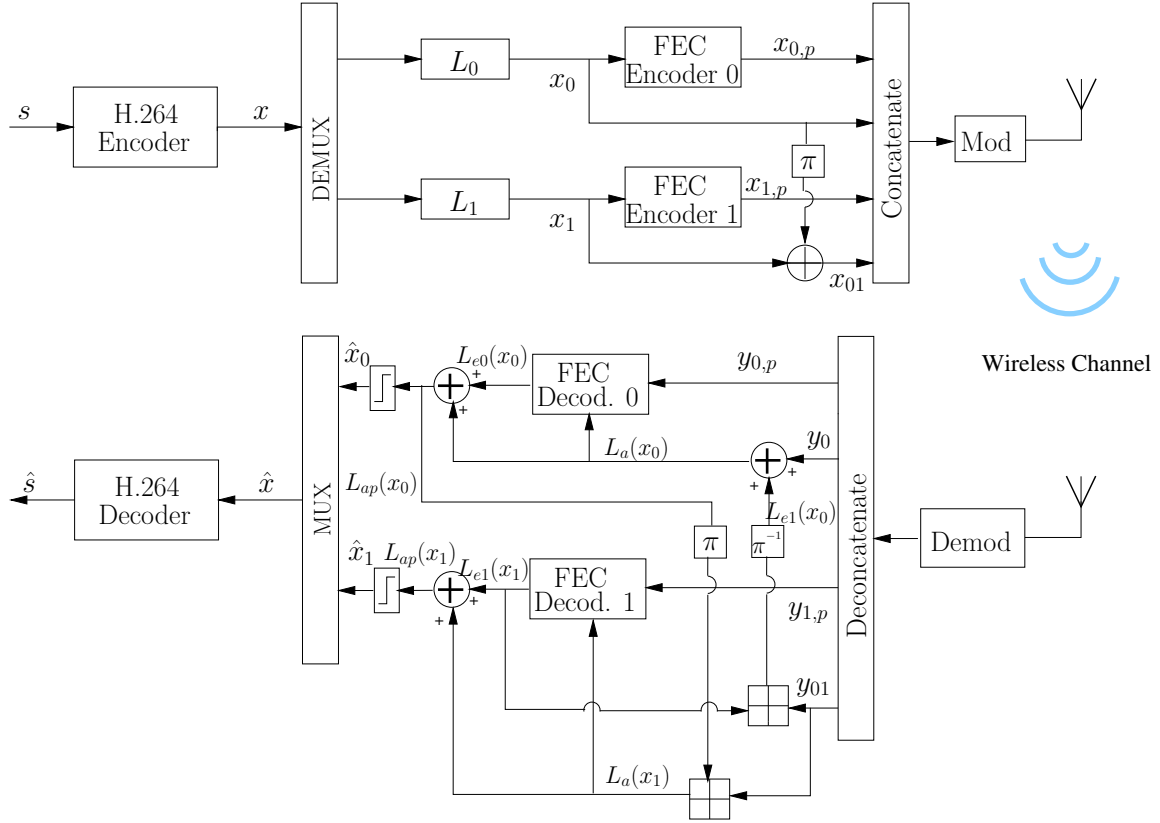 s
H.264
Encoder
x
DEMUX
L₀
x₀
FEC
Encoder 0
x₀,ₚ
π
L₁
x₁
FEC
Encoder 1
x₁,ₚ
x₀₁
Concatenate
Mod
Wireless Channel
ŝ
H.264
Decoder
x̂
MUX
x̂₀
Lₑ₀(x₀)
+
+
FEC
Decod. 0
y₀,ₚ
Lₐ(x₀)
y₀
+
+
Lₐₚ(x₀)
Lₑ₁(x₀)
π
π⁻¹
x̂₁
Lₐₚ(x₁)
Lₑ₁(x₁)
+
+
FEC
Decod. 1
y₁,ₚ
y₀₁
Lₐ(x₁)
Deconcatenate
Demod